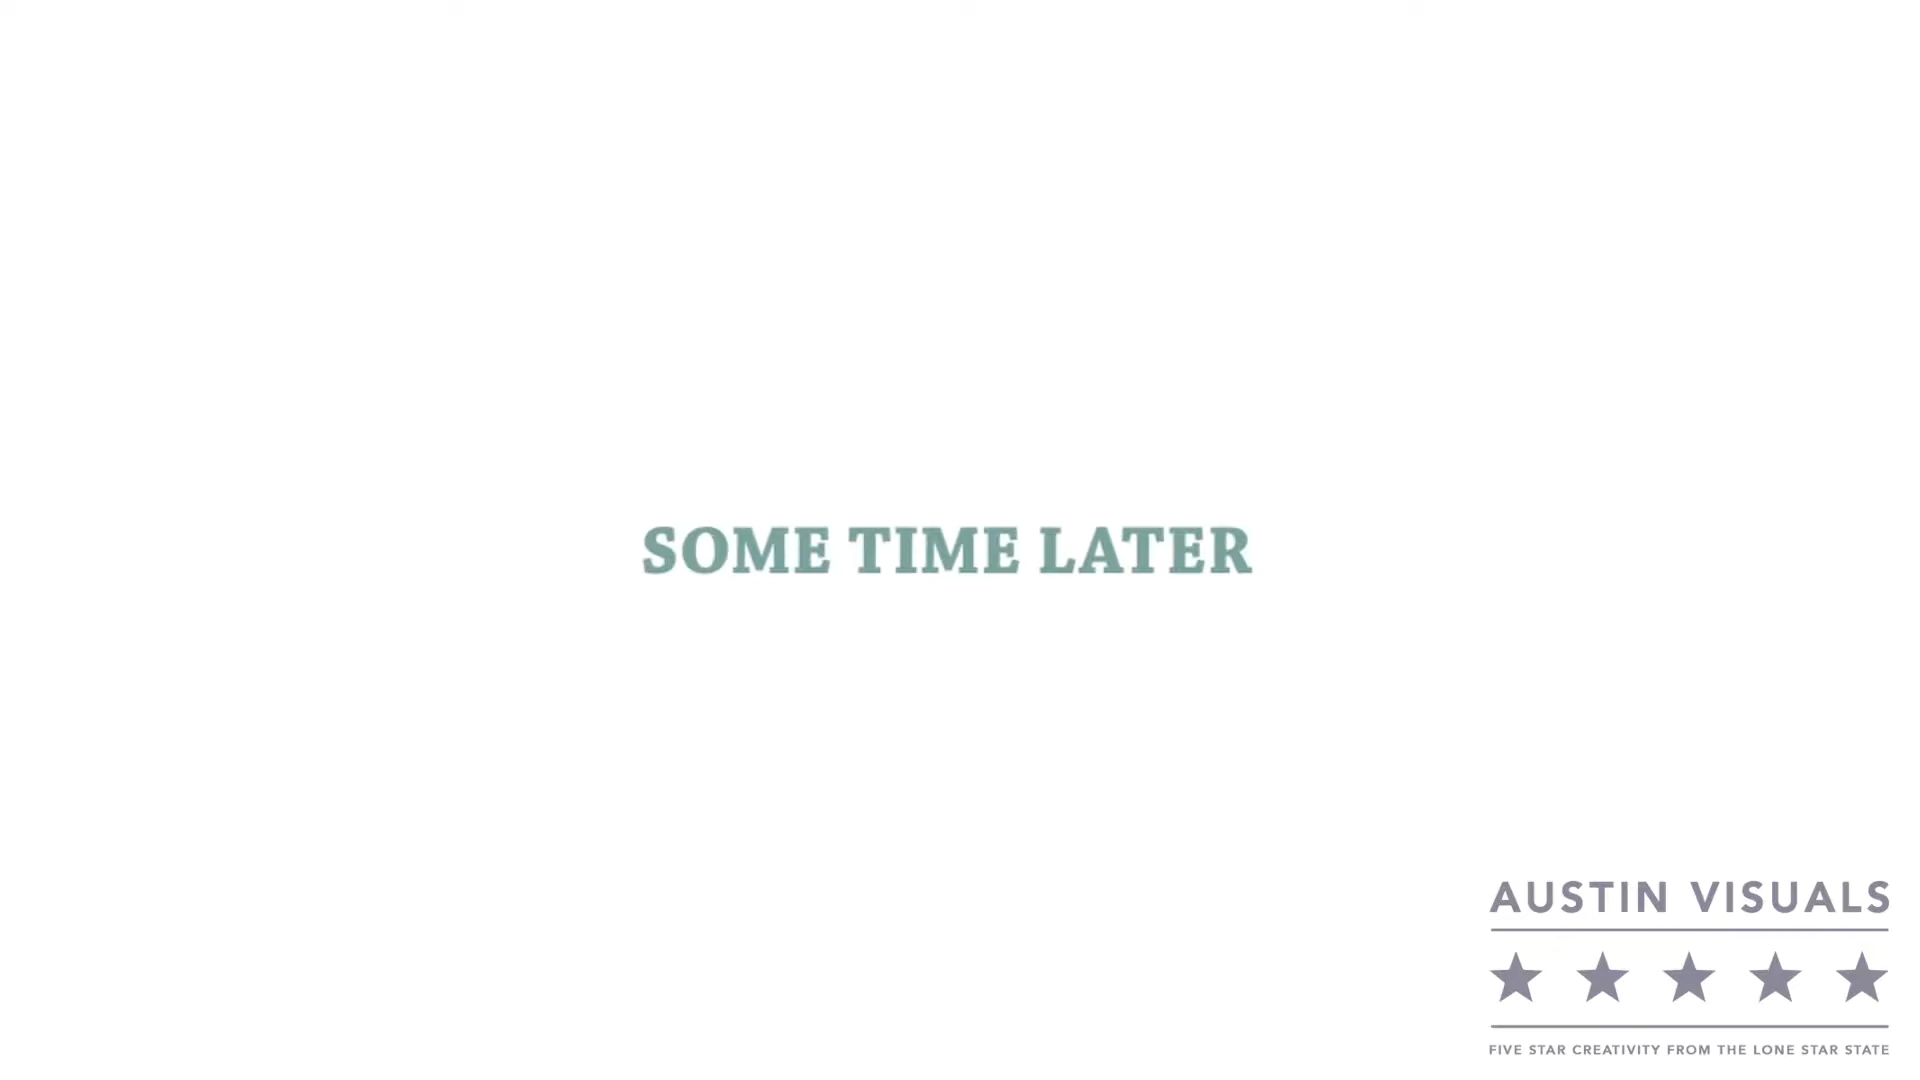 SOME TIME LATER
AUSTIN VISUALS
FIVE STAR CREATIVITY FROM THE LONE STAR STATE